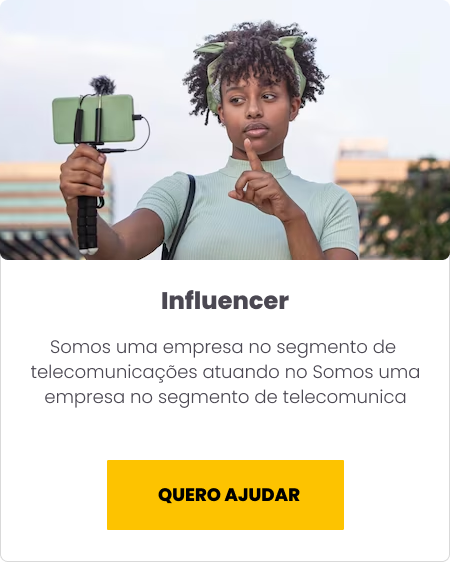 Influencer
Somos uma empresa no segmento de
telecomunicações atuando no Somos uma
empresa no segmento de telecomunica
QUERO AJUDAR